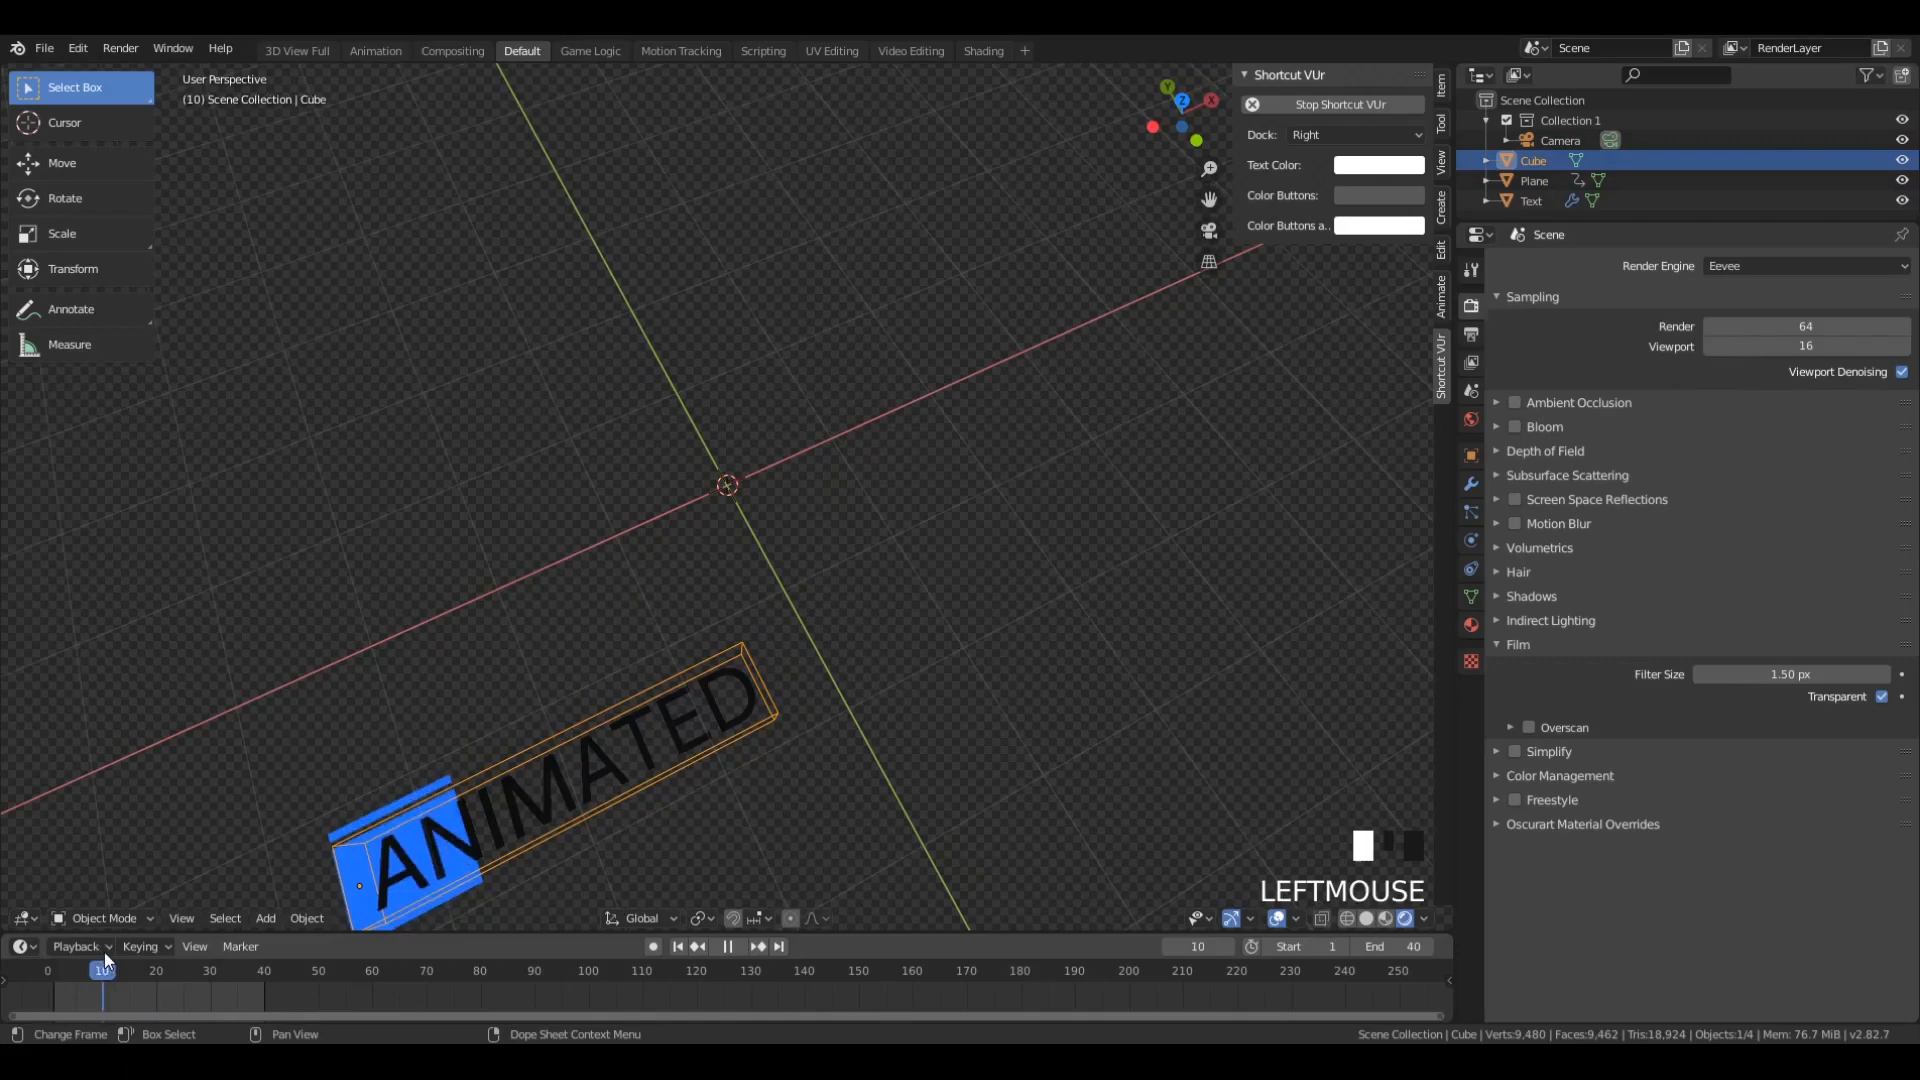 File Edit Render Window Help 3D View Full Animation Compositing Default Game Logic Motion Tracking Scripting UV Editing Video Editing Shading + Scene RenderLayer
Select Box
Cursor
Move
Rotate
Scale
Transform
Annotate
Measure
User Perspective
(10) Scene Collection | Cube
Shortcut VUr
Stop Shortcut VUr
Dock: Right
Text Color:
Color Buttons:
Color Buttons a..
Y
Z
X
Item
Tool
View
Create
Edit
Animate
Shortcut VUr
Scene Collection
Collection 1
Camera
Cube
Plane
Text
Scene
Render Engine Eevee
Sampling
Render 64
Viewport 16
Viewport Denoising
Ambient Occlusion
Bloom
Depth of Field
Subsurface Scattering
Screen Space Reflections
Motion Blur
Volumetrics
Hair
Shadows
Indirect Lighting
Film
Filter Size 1.50 px
Transparent
Overscan
Simplify
Color Management
Freestyle
Oscurart Material Overrides
ANIMATED
LEFTMOUSE
Object Mode View Select Add Object Global
Playback Keying View Marker 10 Start 1 End 40
0 10 20 30 40 50 60 70 80 90 100 110 120 130 140 150 160 170 180 190 200 210 220 230 240 250
Change Frame Box Select Pan View Dope Sheet Context Menu Scene Collection | Cube | Verts:9,480 | Faces:9,462 | Tris:18,924 | Objects:1/4 | Mem: 76.7 MiB | v2.82.7